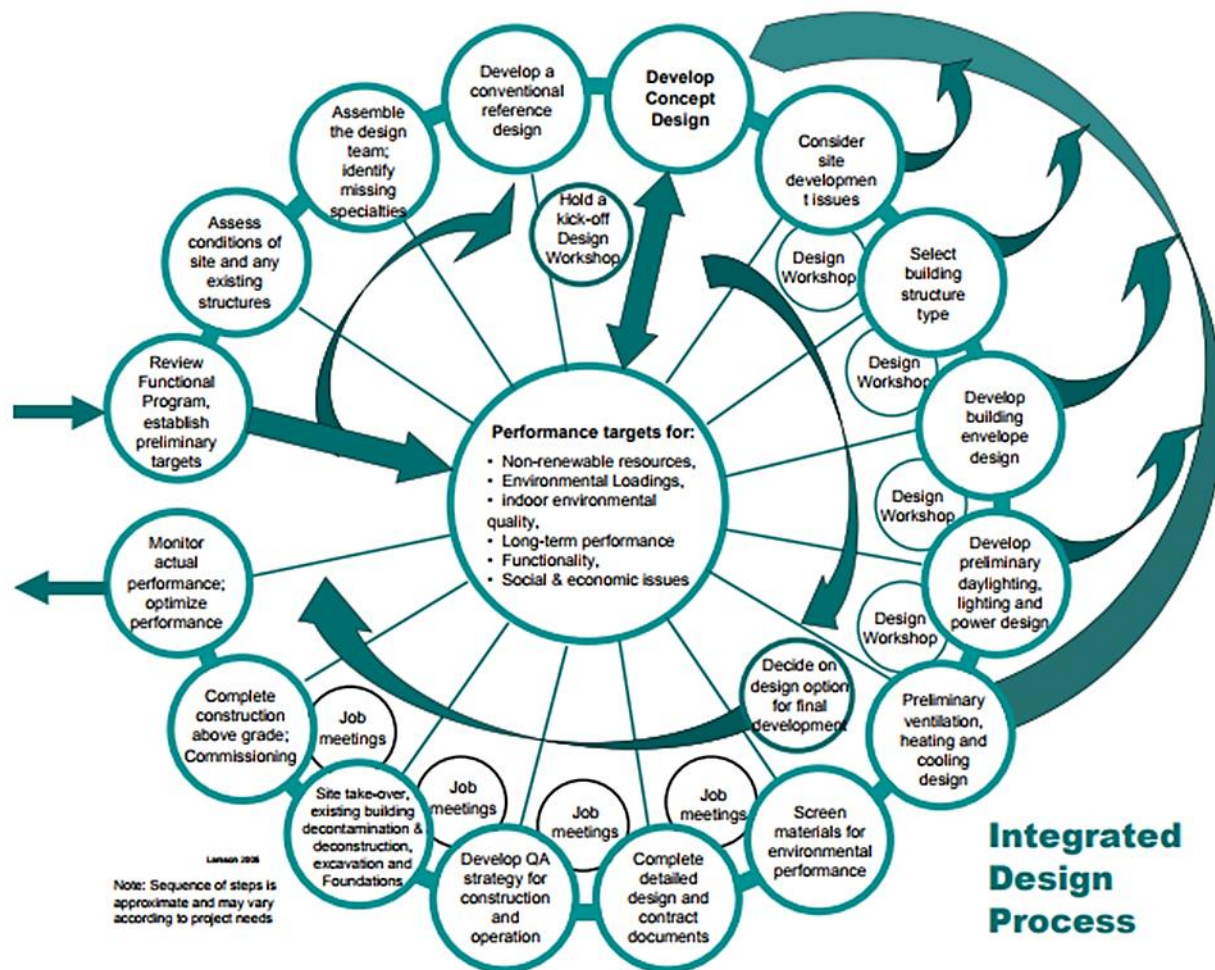 Develop a
conventional
reference
design
Develop
Concept
Design
Assemble
the design
team;
identify
missing
specialties
Consider
site
developmen
t issues
Hold a
kick-off
Design
Workshop
Assess
conditions of
site and any
existing
structures
Design
Workshop
Select
building
structure
type
Review
Functional
Program,
establish
preliminary
targets
Design
Workshop
Develop
building
envelope
design
Performance targets for:
• Non-renewable resources,
• Environmental Loadings,
• indoor environmental
quality,
• Long-term performance
• Functionality,
• Social & economic issues
Design
Workshop
Monitor
actual
performance;
optimize
performance
Develop
preliminary
daylighting,
lighting and
power design
Design
Workshop
Decide on
design option
for final
development
Preliminary
ventilation,
heating and
cooling
design
Complete
construction
above grade;
Commissioning
Job
meetings
Job
meetings
Job
meetings
Job
meetings
Site take-over,
existing building
decontamination &
deconstruction,
excavation and
Foundations
Develop QA
strategy for
construction
and
operation
Complete
detailed
design and
contract
documents
Screen
materials for
environmental
performance
Larsson 2005
Note: Sequence of steps is
approximate and may vary
according to project needs
Integrated
Design
Process